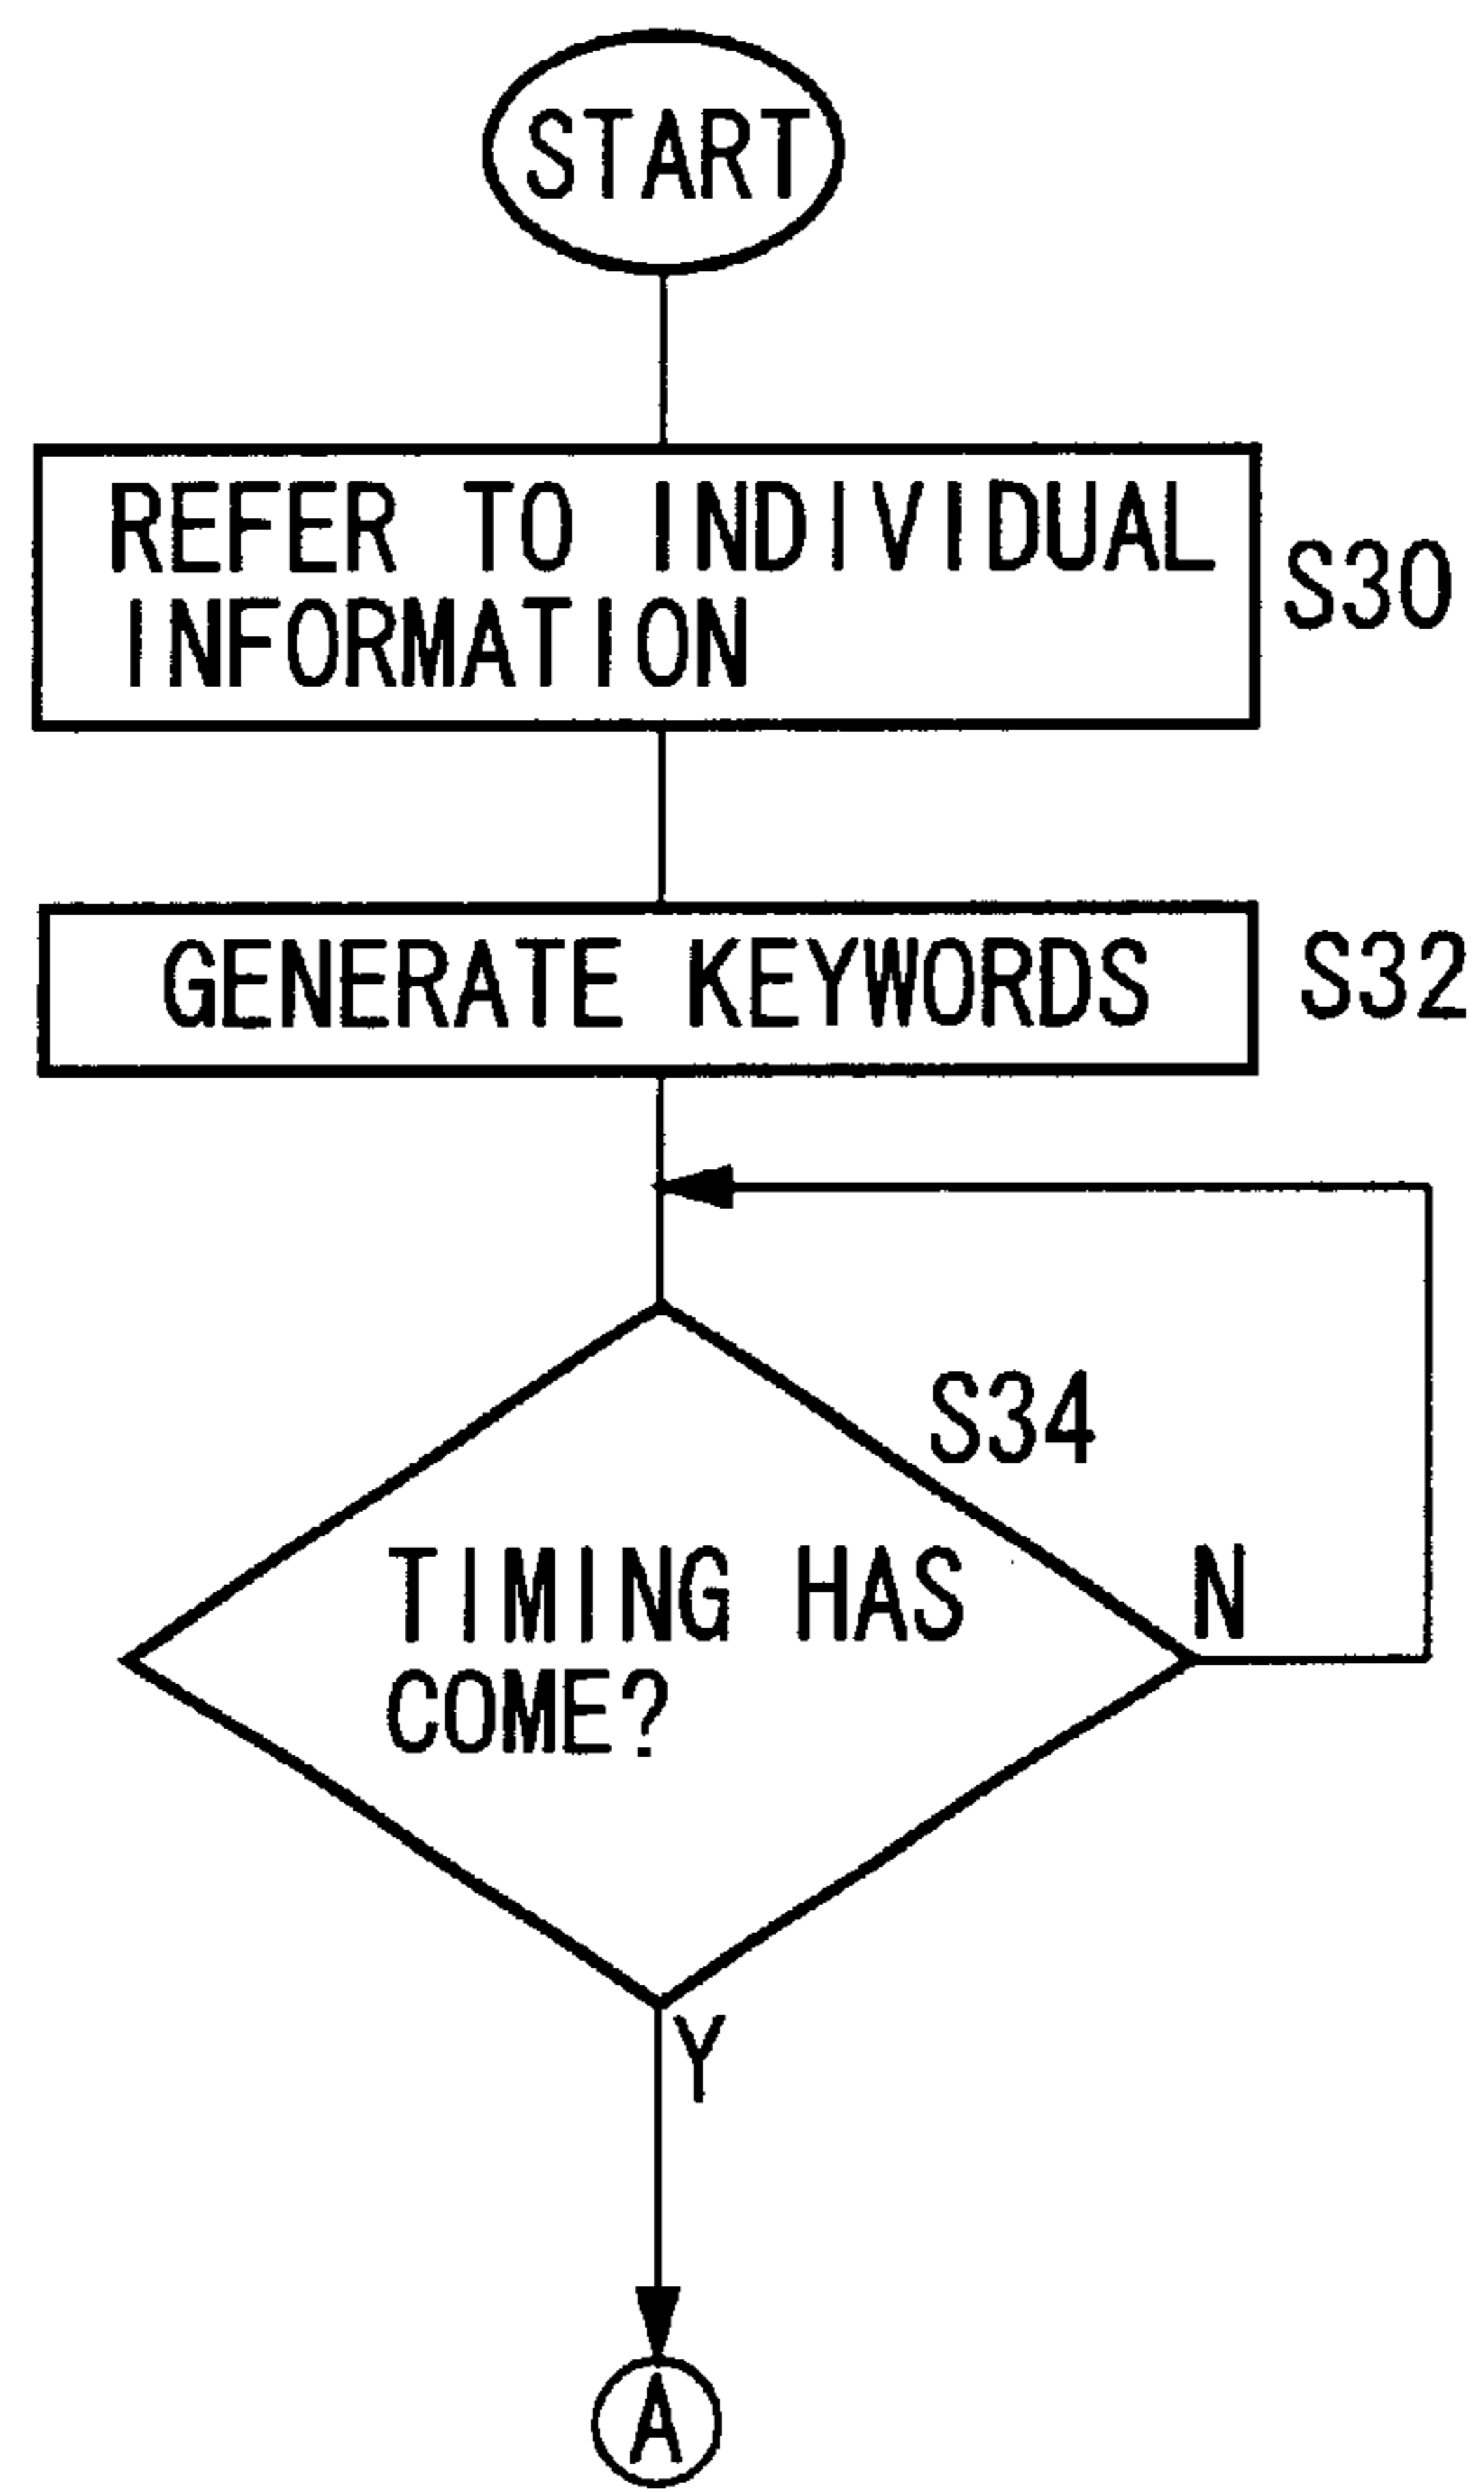 START
REFER TO INDIVIDUAL
INFORMATION
S30
GENERATE KEYWORDS
S32
S34
TIMING HAS
COME?
N
Y
A